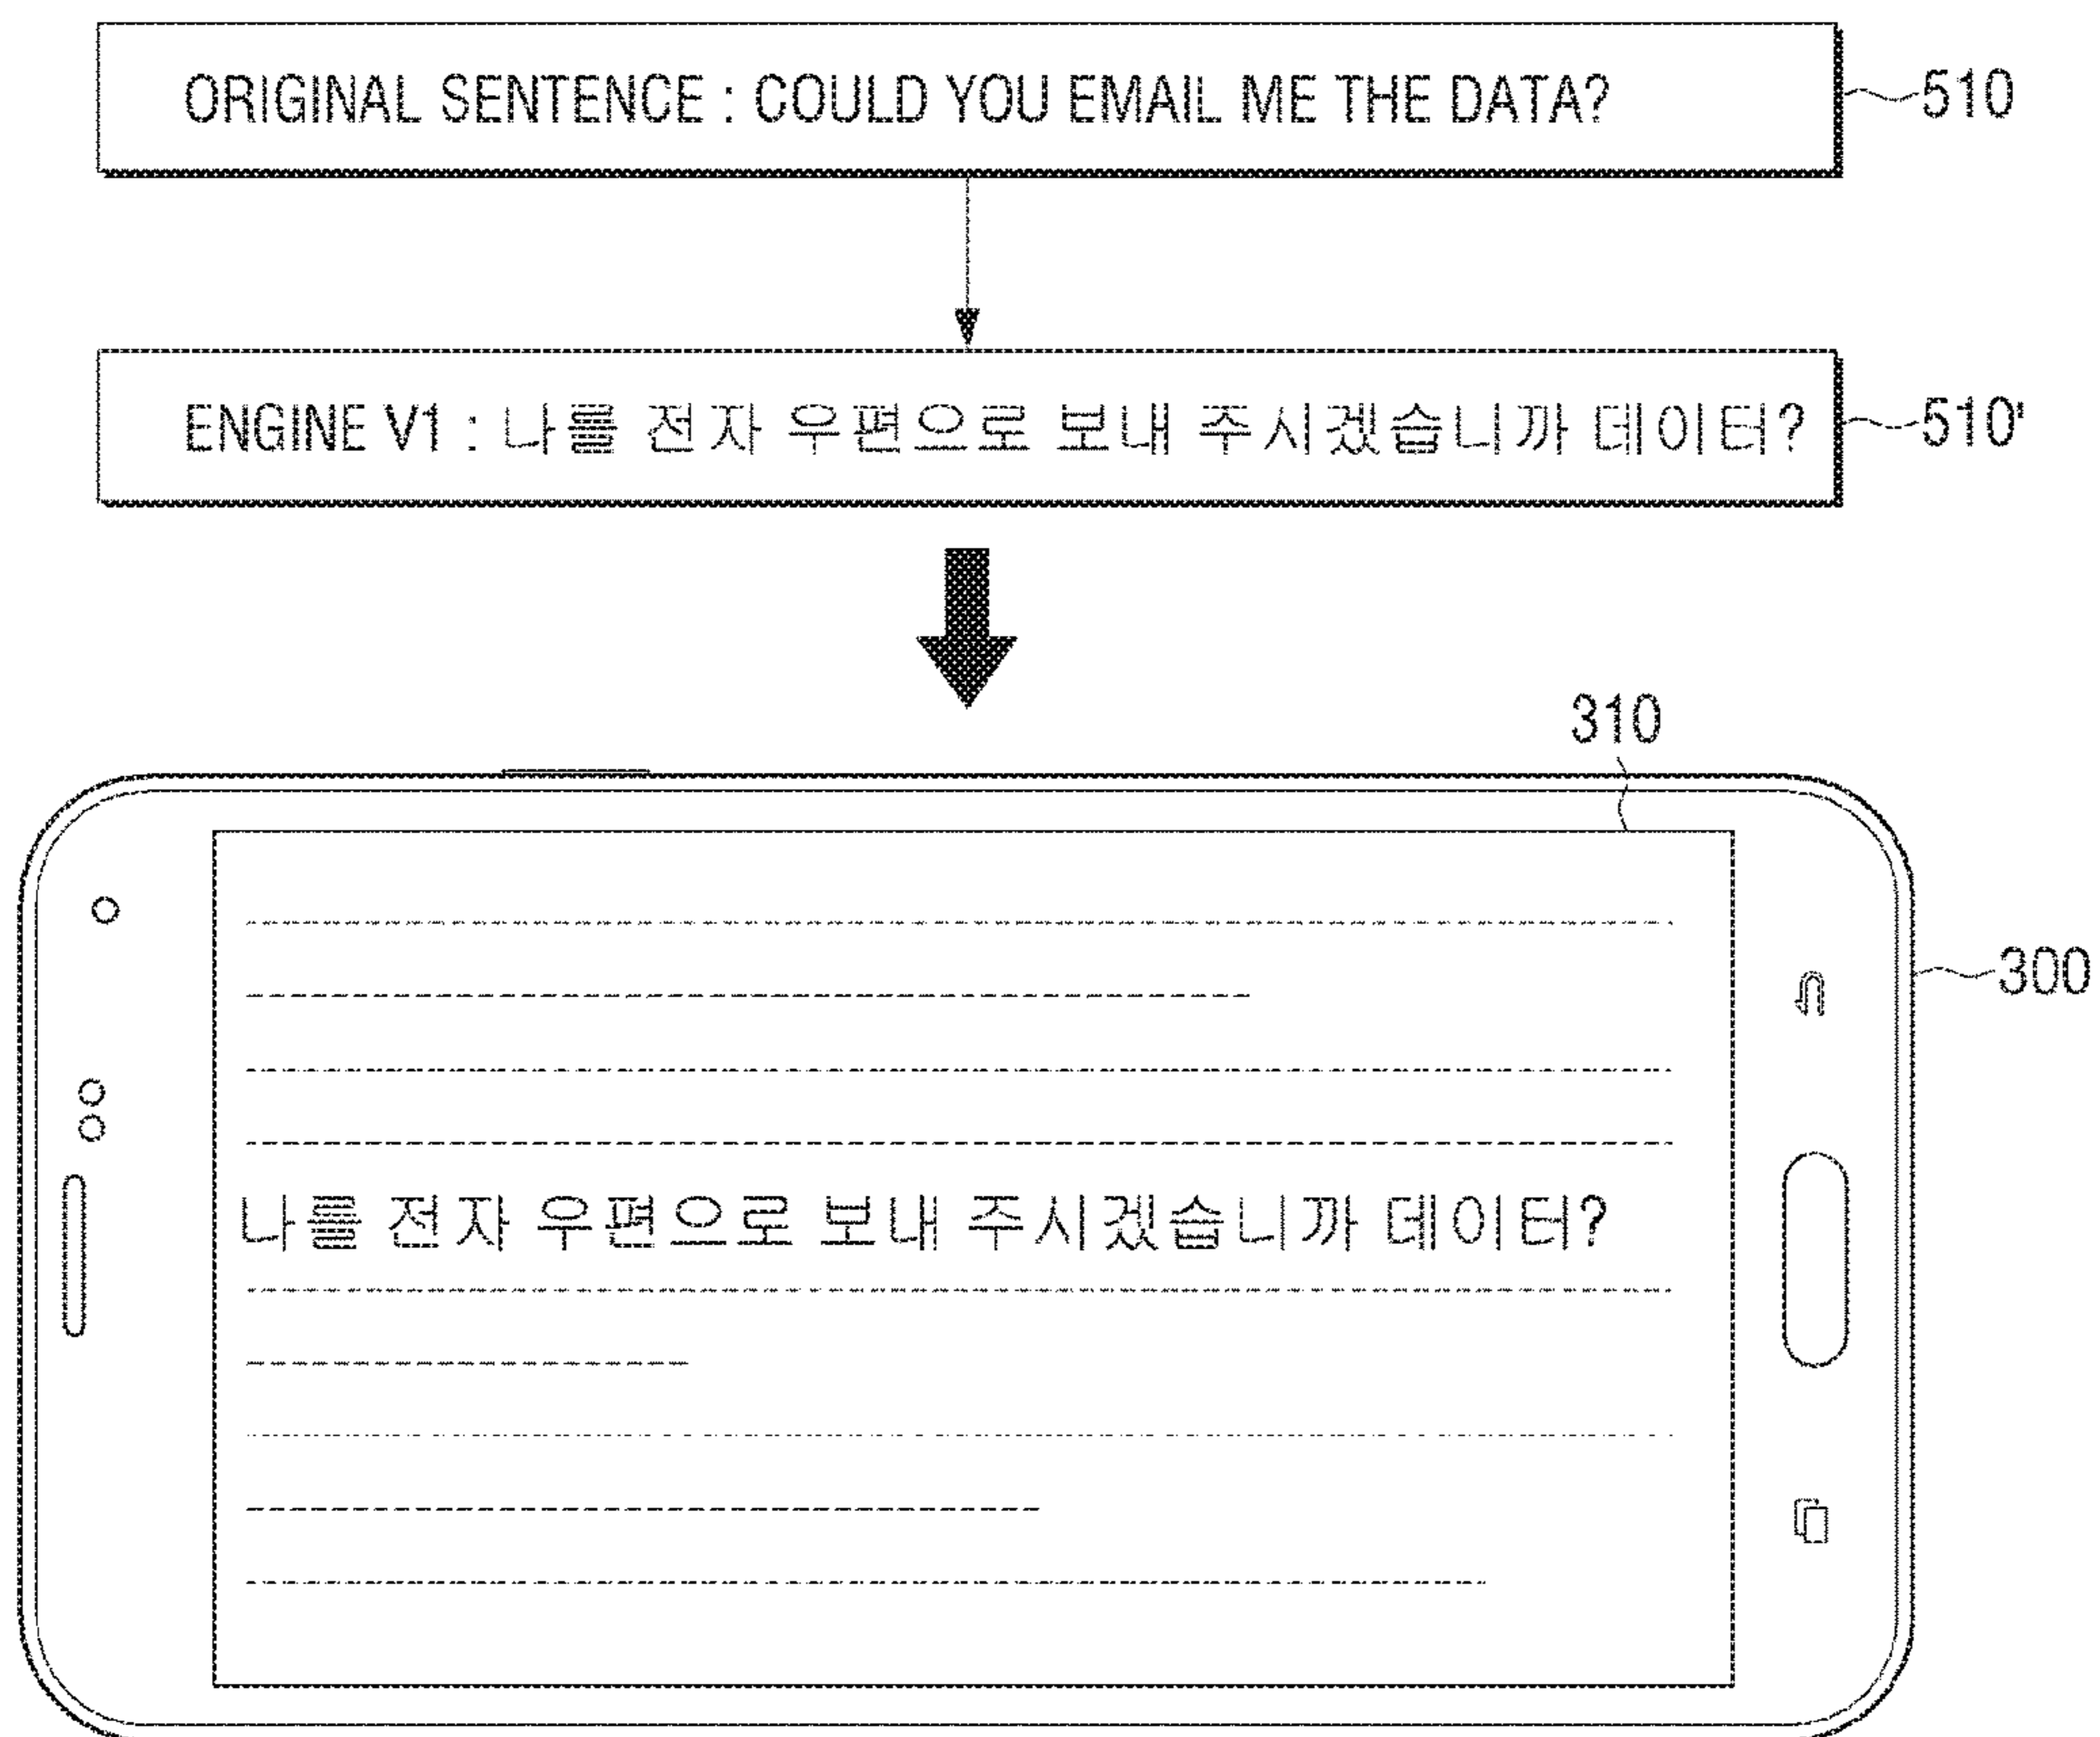 ORIGINAL SENTENCE : COULD YOU EMAIL ME THE DATA?
510
ENGINE V1 : 나를 전자 우편으로 보내 주시겠습니까 데이터?
510'
310
300
나를 전자 우편으로 보내 주시겠습니까 데이터?